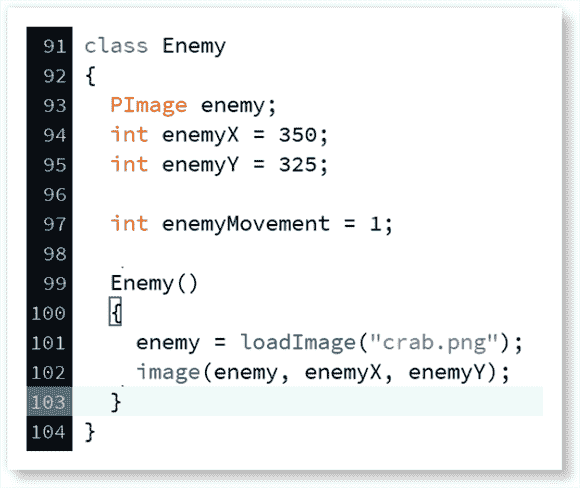 91 class Enemy
92 {
93 PImage enemy;
94 int enemyX = 350;
95 int enemyY = 325;
96
97 int enemyMovement = 1;
98
99 Enemy()
100 {
101 enemy = loadImage("crab.png");
102 image(enemy, enemyX, enemyY);
103 }
104 }